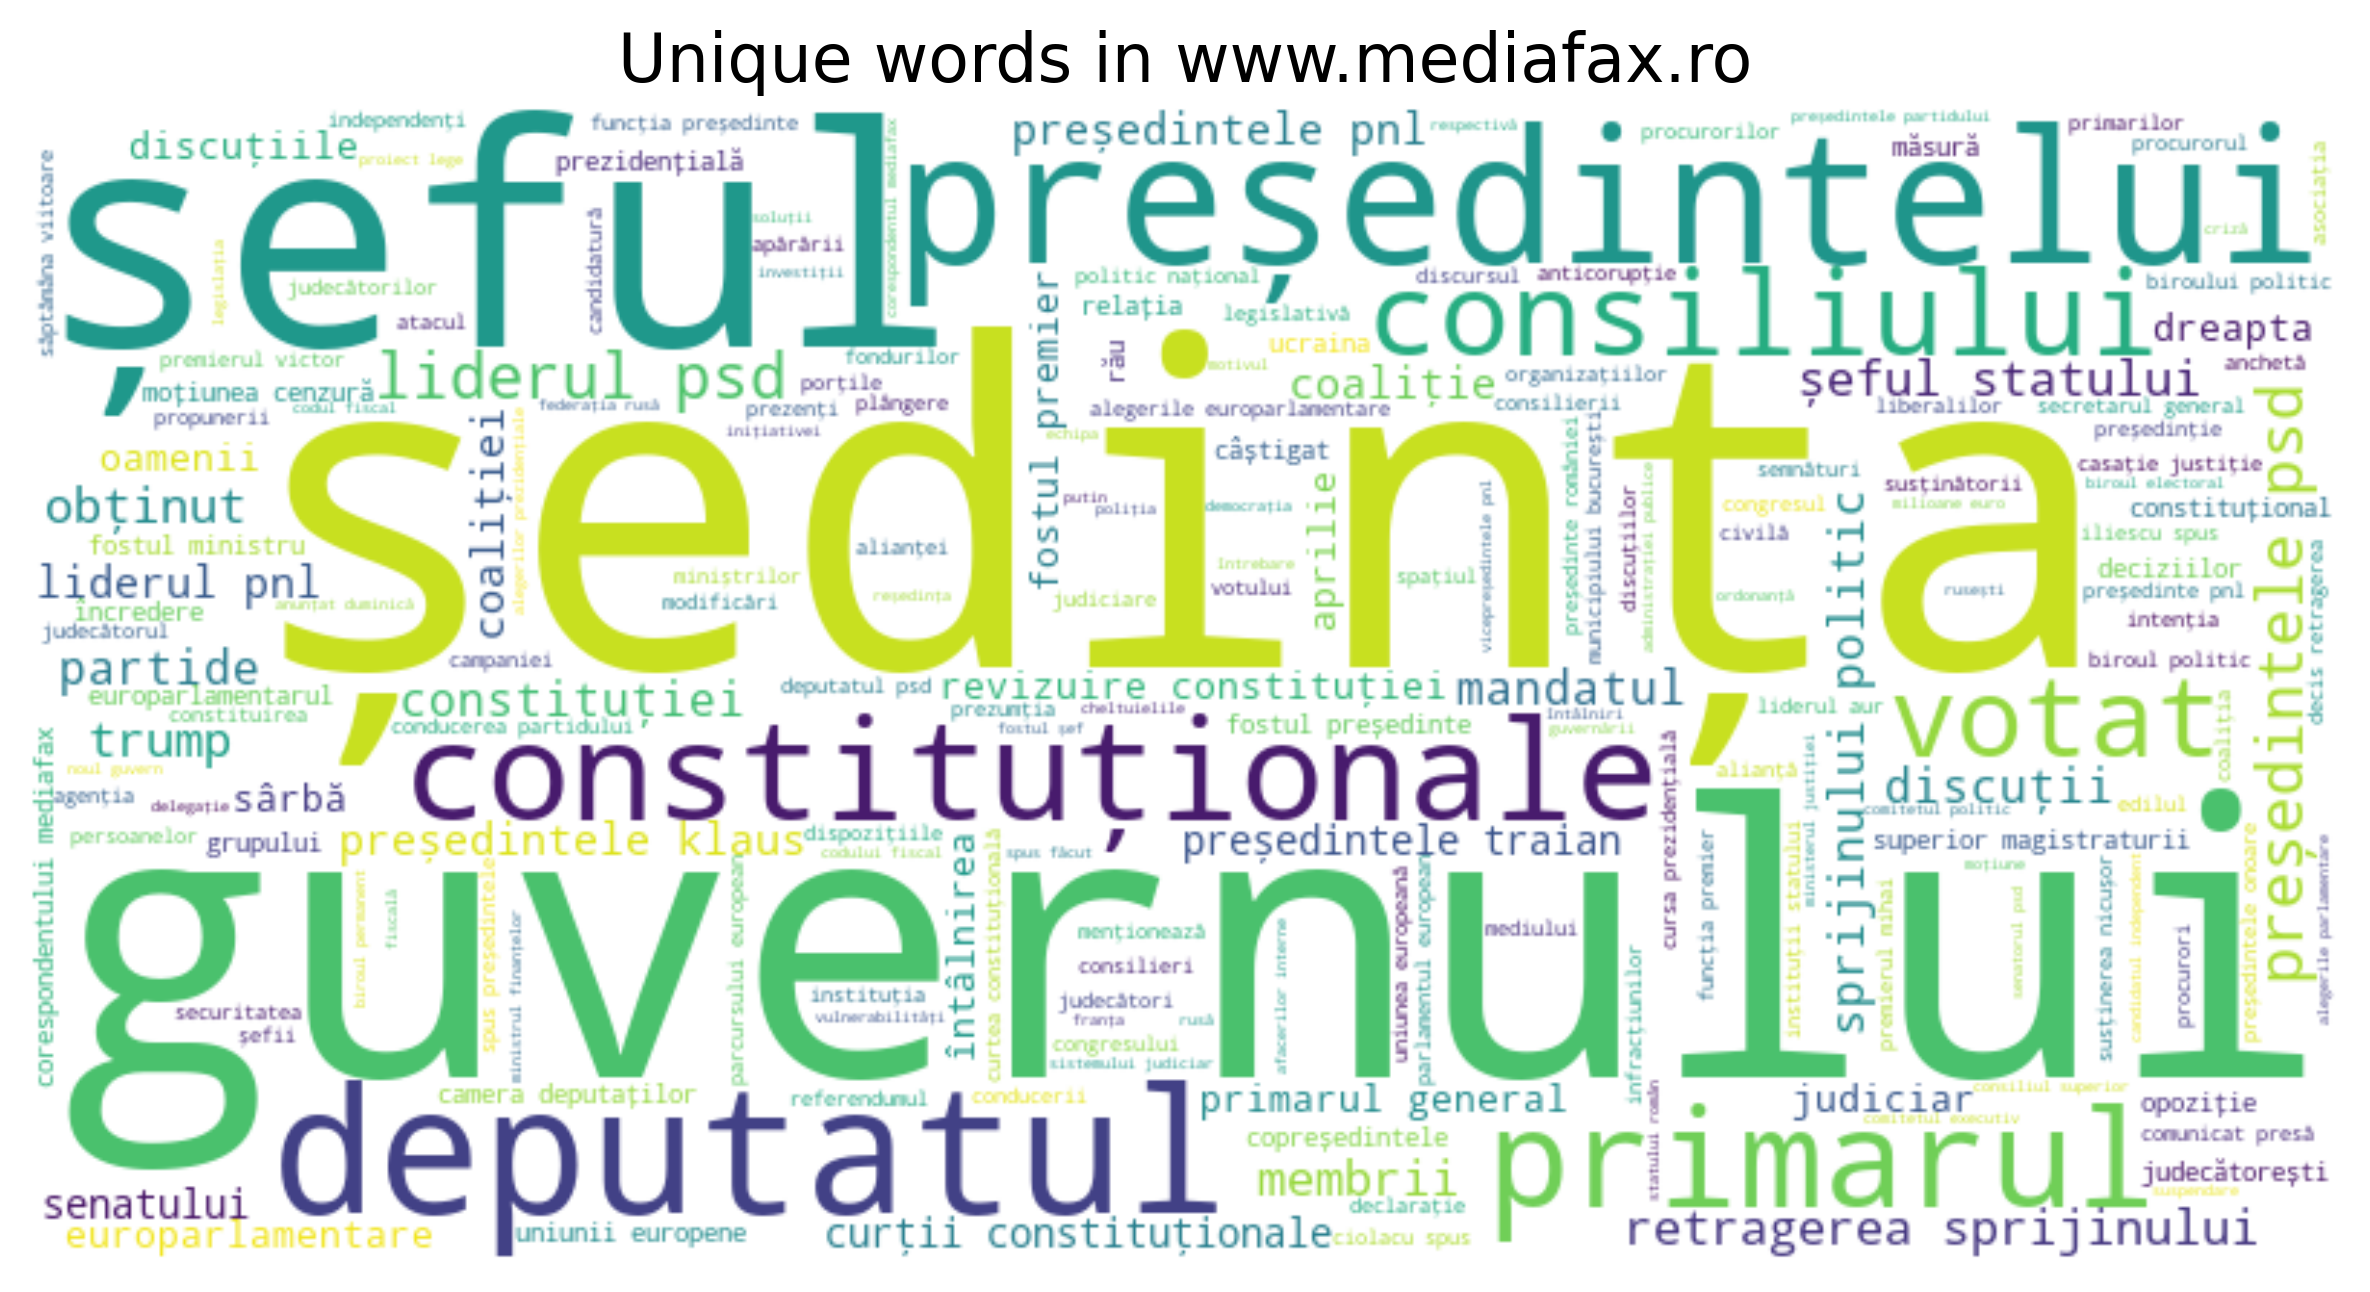 Unique words in www.mediafax.ro
independenți
funcția președinte
președintele pnl
respectivă
procurorilor
președintele partidului
primarilor
discuțiile
proiect lege
prezidențială
măsură
procurorul
șeful
președintelui
săptămâna viitoare
legislația
judecătorilor
atacul
candidatură
soluții
apărării
investiții
corespondentul mediafax
criză
asociația
politic național
discursul
anticorupție
biroului politic
relația
legislativă
consiliului
dreapta
premierul victor
liderul psd
fondurilor
fostul premier
rău
motivul
ucraina
anchetă
moțiunea cenzură
porțile
coaliție
organizațiilor
șeful statului
propunerii
codul fiscal
federația rusă
prezenți
plângere
alegerile europarlamentare
consilierii
liberalilor
secretarul general
inițiativei
echipa
președinție
oamenii
coaliției
alegerilor prezidențiale
ședința
câștigat
semnături
casație justiție
susținătorii
biroul electoral
obținut
putin
poliția
democrația
aprilie
vicepreședintele pnl
președinte româniei
municipiului bucurești
discuțiilor
administrației publice
congresul
milioane euro
constituțional
fostul ministru
alianței
civilă
iliescu spus
liderul pnl
miniștrilor
întrebare
spațiul
deciziilor
încredere
anunțat duminică
modificări
reședința
judiciare
votului
ordonanță
rusești
președinte pnl
judecătorul
intenția
partide
campaniei
biroul politic
președintele psd
decis retragerea
europarlamentarul
constituției
deputatul psd
revizuire constituției
mandatul
sprijinului politic
constituirea
conducerea partidului
prezumția
cheltuielile
întâlniri
liderul aur
votat
trump
fostul șef
fostul președinte
guvernării
coaliția
constituționale
noul guvern
cursa prezidențială
alianță
ministerul justiției
discuții
agenția
delegație
sârbă
comitetul politic
edilul
corespondentului mediafax
persoanelor
grupului
președintele klaus
dispozițiile
codului fiscal
președintele traian
superior magistraturii
spus făcut
moțiune
guvernului
biroul permanent
fiscală
spus președintele
ministrul finanțelor
parcursului european
întâlnirea
curtea constituțională
menționează
consilieri
mediului
afacerilor interne
uniunea europeană
parlamentul european
infracțiunilor
funcția premier
instituții statului
premierul mihai
senatorul psd
susținerea nicușor
candidatul independent
procurori
președintele onoare
alegerile parlamentare
instituția
judecători
securitatea
vulnerabilități
franța
rusă
șefii
congresului
sistemului judiciar
camera deputaților
referendumul
conducerii
primarul general
statului român
judiciar
consiliul superior
opoziție
comitetul executiv
deputatul
copreședintele
primarul
comunicat presă
membrii
judecătorești
suspendare
senatului
declarație
europarlamentare
uniunii europene
curții constituționale
ciolacu spus
retragerea sprijinului